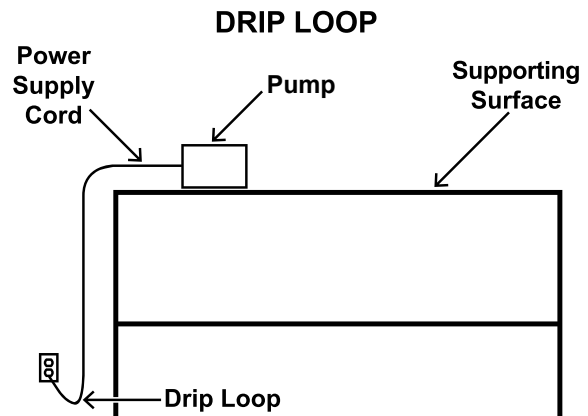 DRIP LOOP
Power
Supply
Cord
Pump
Supporting
Surface
Drip Loop